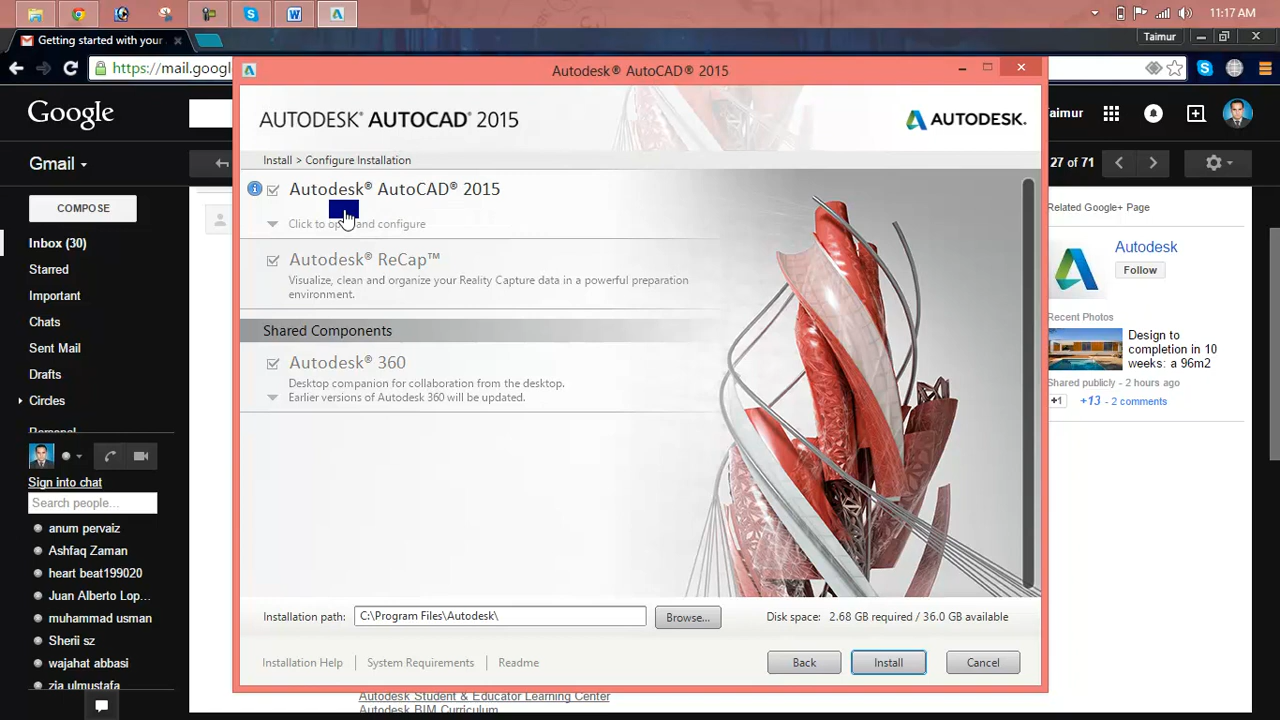 11:17 AM
Getting started with your
Taimur
https://mail.googl
Autodesk® AutoCAD® 2015
Google
Taimur
AUTODESK® AUTOCAD® 2015
AUTODESK.
Gmail
27 of 71
Install > Configure Installation
COMPOSE
Autodesk® AutoCAD® 2015
Click to and configure
Related Google+ Page
Inbox (30)
Autodesk
Starred
Follow
Autodesk® ReCap™
Visualize, clean and organize your Reality Capture data in a powerful preparation
environment.
Important
Chats
Recent Photos
Shared Components
Design to
completion in 10
weeks: a 96m2
Sent Mail
Autodesk® 360
Desktop companion for collaboration from the desktop.
Earlier versions of Autodesk 360 will be updated.
Drafts
Shared publicly - 2 hours ago
Circles
+1 +13 - 2 comments
Personal
Sign into chat
Search people...
anum pervaiz
Ashfaq Zaman
heart beat199020
Juan Alberto Lop...
muhammad usman
Sherii sz
wajahat abbasi
zia ulmustafa
Installation path: C:\Program Files\Autodesk\ Browse... Disk space: 2.68 GB required / 36.0 GB available
Installation Help System Requirements Readme Back Install Cancel
Autodesk Student & Educator Learning Center
Autodesk BIM Curriculum